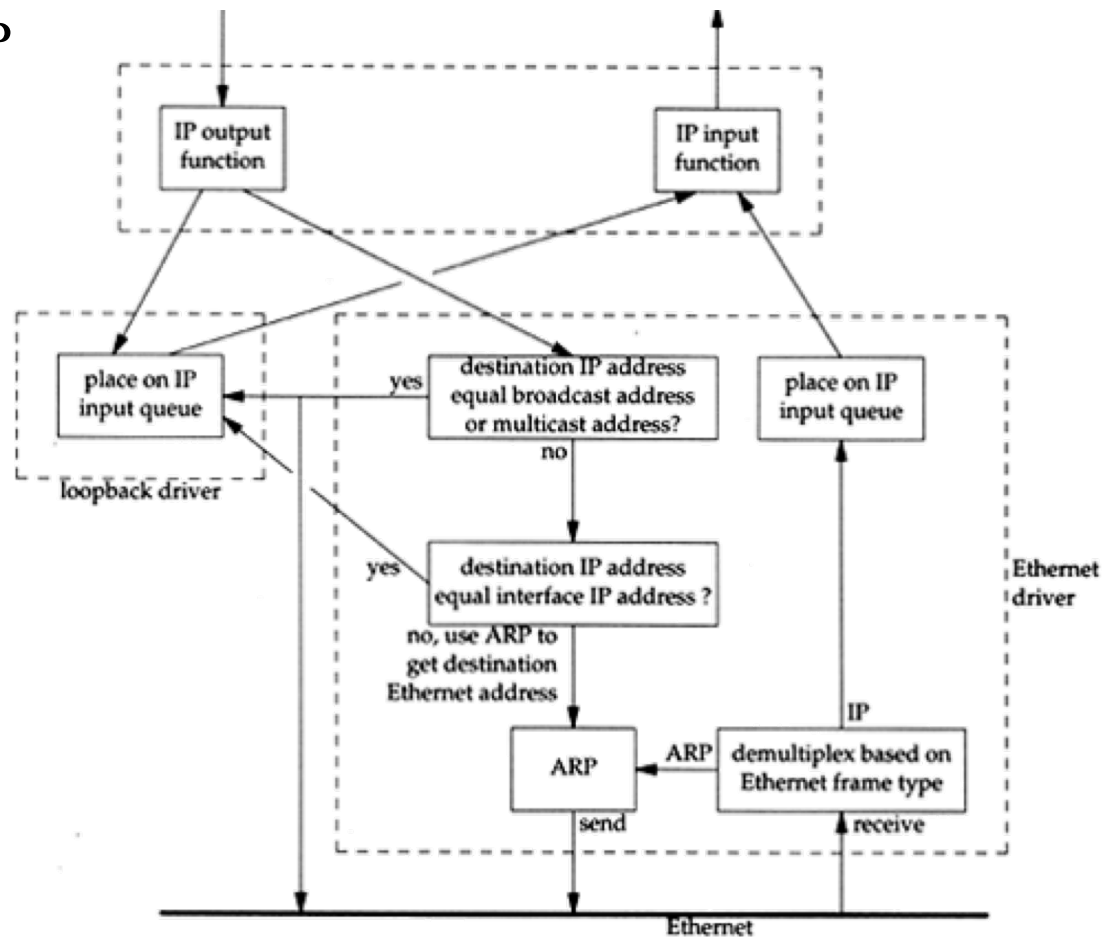 IP output
function
IP input
function
place on IP
input queue
loopback driver
yes
destination IP address
equal broadcast address
or multicast address?
no
place on IP
input queue
yes
destination IP address
equal interface IP address ?
no, use ARP to
get destination
Ethernet address
Ethernet
driver
ARP
send
ARP
IP
demultiplex based on
Ethernet frame type
receive
Ethernet